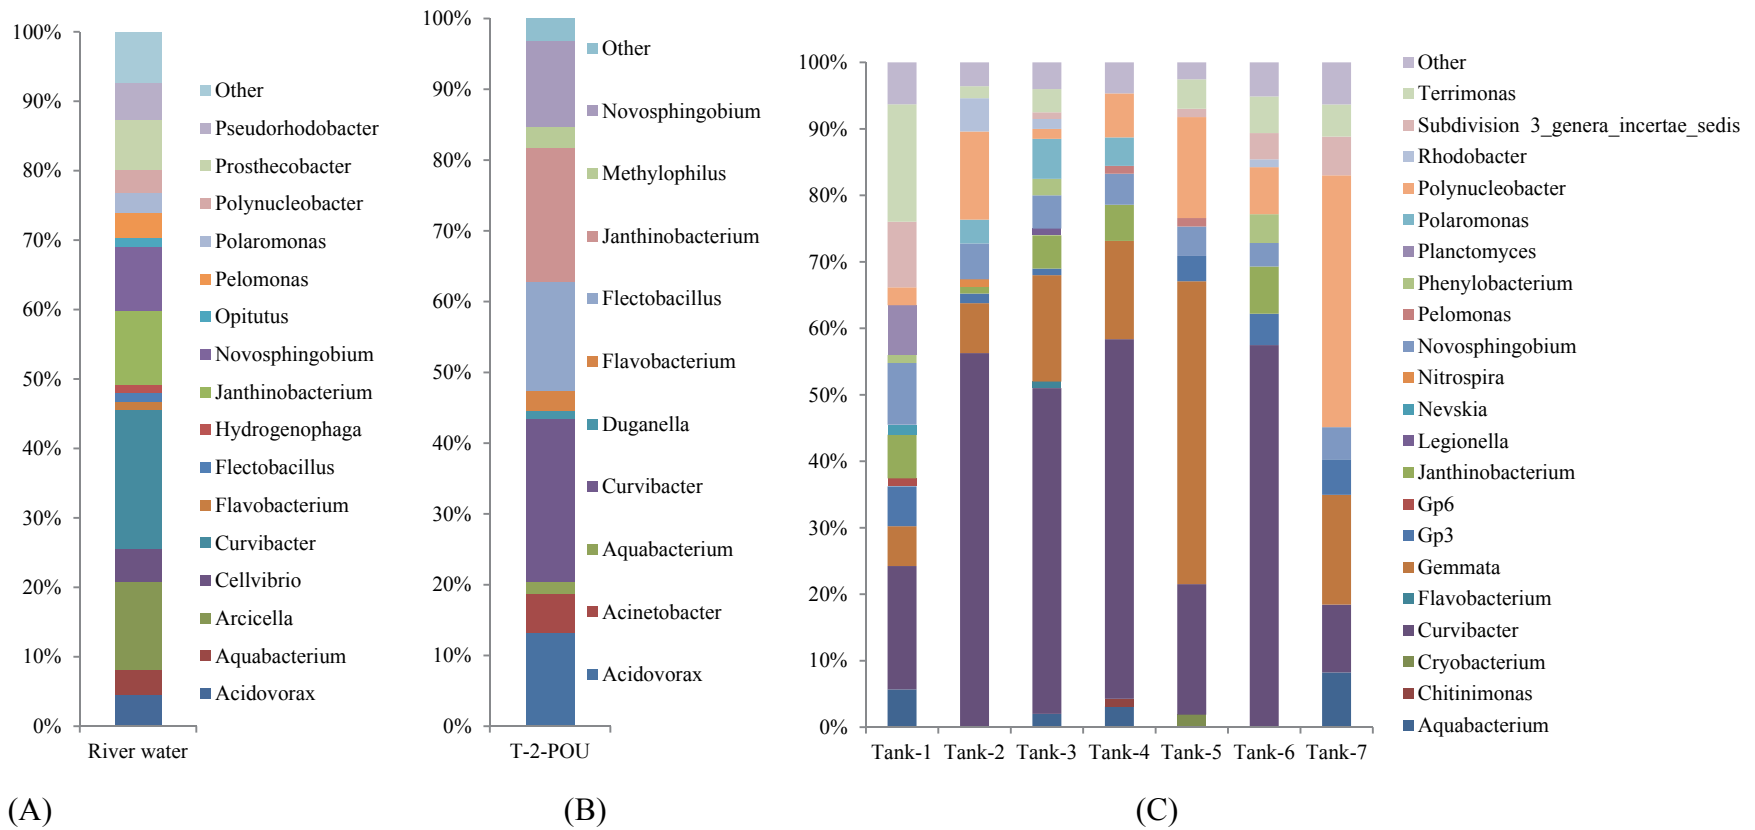 100%
90%
80%
70%
60%
50%
40%
30%
20%
10%
0%
River water
Other
Pseudorhodobacter
Prosthecobacter
Polynucleobacter
Polaromonas
Pelomonas
Opitutus
Novosphingobium
Janthinobacterium
Hydrogenophaga
Flectobacillus
Flavobacterium
Curvibacter
Cellvibrio
Arcicella
Aquabacterium
Acidovorax
(A)
100%
90%
80%
70%
60%
50%
40%
30%
20%
10%
0%
T-2-POU
Other
Novosphingobium
Methylophilus
Janthinobacterium
Flectobacillus
Flavobacterium
Duganella
Curvibacter
Aquabacterium
Acinetobacter
Acidovorax
(B)
100%
90%
80%
70%
60%
50%
40%
30%
20%
10%
0%
Tank-1 Tank-2 Tank-3 Tank-4 Tank-5 Tank-6 Tank-7
Other
Terrimonas
Subdivision 3_genera_incertae_sedis
Rhodobacter
Polynucleobacter
Polaromonas
Planctomyces
Phenylobacterium
Pelomonas
Novosphingobium
Nitrospira
Nevskia
Legionella
Janthinobacterium
Gp6
Gp3
Gemmata
Flavobacterium
Curvibacter
Cryobacterium
Chitinimonas
Aquabacterium
(C)